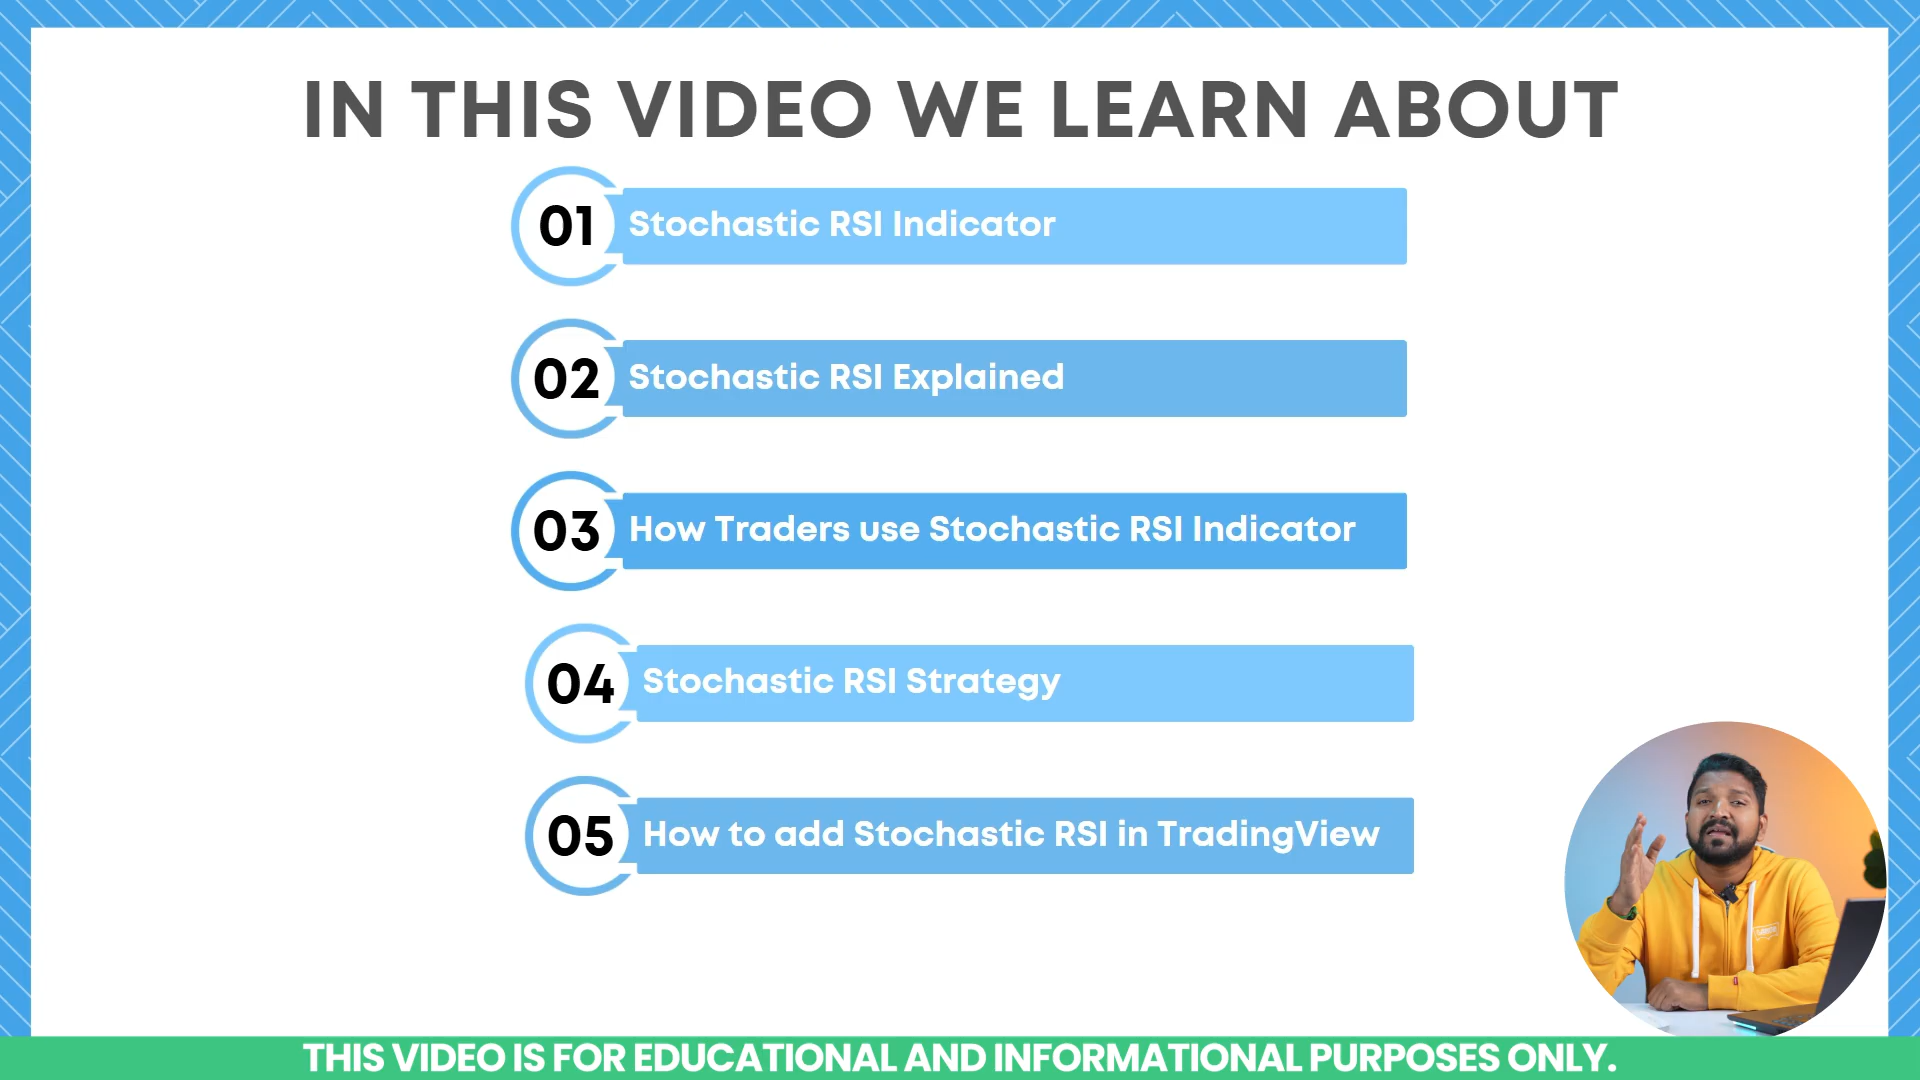 IN THIS VIDEO WE LEARN ABOUT
01 Stochastic RSI Indicator
02 Stochastic RSI Explained
03 How Traders use Stochastic RSI Indicator
04 Stochastic RSI Strategy
05 How to add Stochastic RSI in TradingView
THIS VIDEO IS FOR EDUCATIONAL AND INFORMATIONAL PURPOSES ONLY.